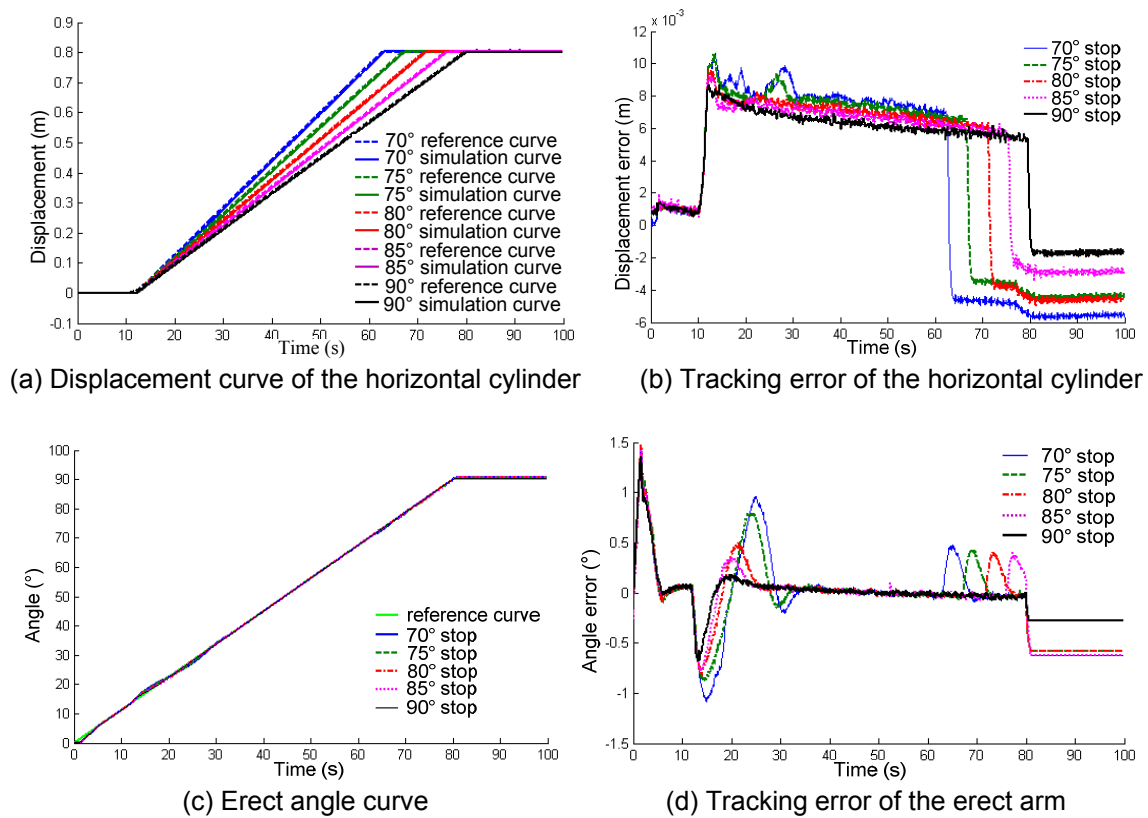 0.9
0.8
0.7
0.6
0.5
0.4
0.3
0.2
0.1
0
-0.1
Displacement (m)
70° reference curve
70° simulation curve
75° reference curve
75° simulation curve
80° reference curve
80° simulation curve
85° reference curve
85° simulation curve
90° reference curve
90° simulation curve
0 10 20 30 40 50 60 70 80 90 100
Time (s)
(a) Displacement curve of the horizontal cylinder
x 10⁻³
12
10
8
6
4
2
0
-2
-4
-6
Displacement error (m)
70° stop
75° stop
80° stop
85° stop
90° stop
0 10 20 30 40 50 60 70 80 90 100
Time (s)
(b) Tracking error of the horizontal cylinder
100
90
80
70
60
50
40
30
20
10
0
Angle (°)
reference curve
70° stop
75° stop
80° stop
85° stop
90° stop
0 10 20 30 40 50 60 70 80 90 100
Time (s)
(c) Erect angle curve
1.5
1
0.5
0
-0.5
-1
-1.5
Angle error (°)
70° stop
75° stop
80° stop
85° stop
90° stop
0 10 20 30 40 50 60 70 80 90 100
Time (s)
(d) Tracking error of the erect arm